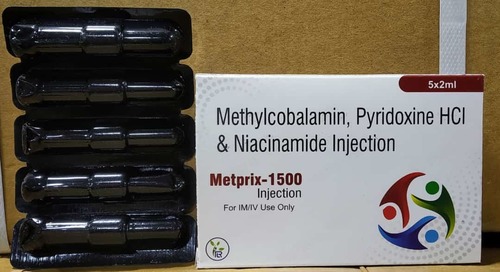 5x2ml
Methylcobalamin, Pyridoxine HCl
& Niacinamide Injection
Metprix-1500
Injection
For IM/IV Use Only